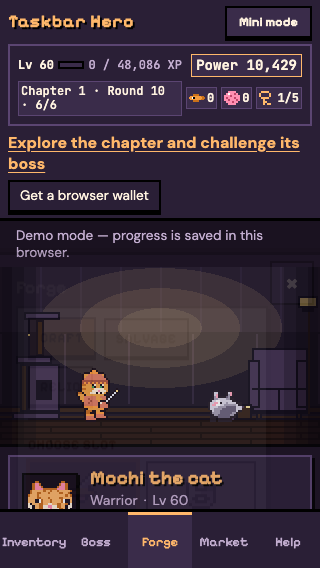 Taskbar Hero
Mini mode
Lv 60 0 / 48,086 XP
Power 10,429
Chapter 1 · Round 10
· 6/6
0
0
1/5
Explore the chapter and challenge its
boss
Get a browser wallet
Demo mode — progress is saved in this
browser.
Forge
Mochi the cat
Warrior · Lv 60
Inventory
Boss
Forge
Market
Help